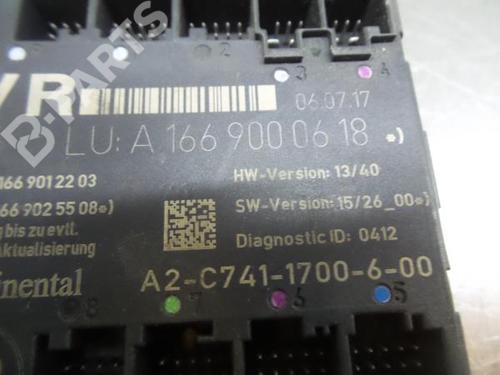 2
3
4
B-PARTS
VR
06.07.17
LU: A 166 900 06 18 *)
166 901 22 03
HW-Version: 13/40
66 902 55 08*)
SW-Version: 15/26_00*)
g bis zu evtl.
Aktualisierung
Diagnostic ID: 0412
inental
A2-C741-1700-6-00
8
7
6
5